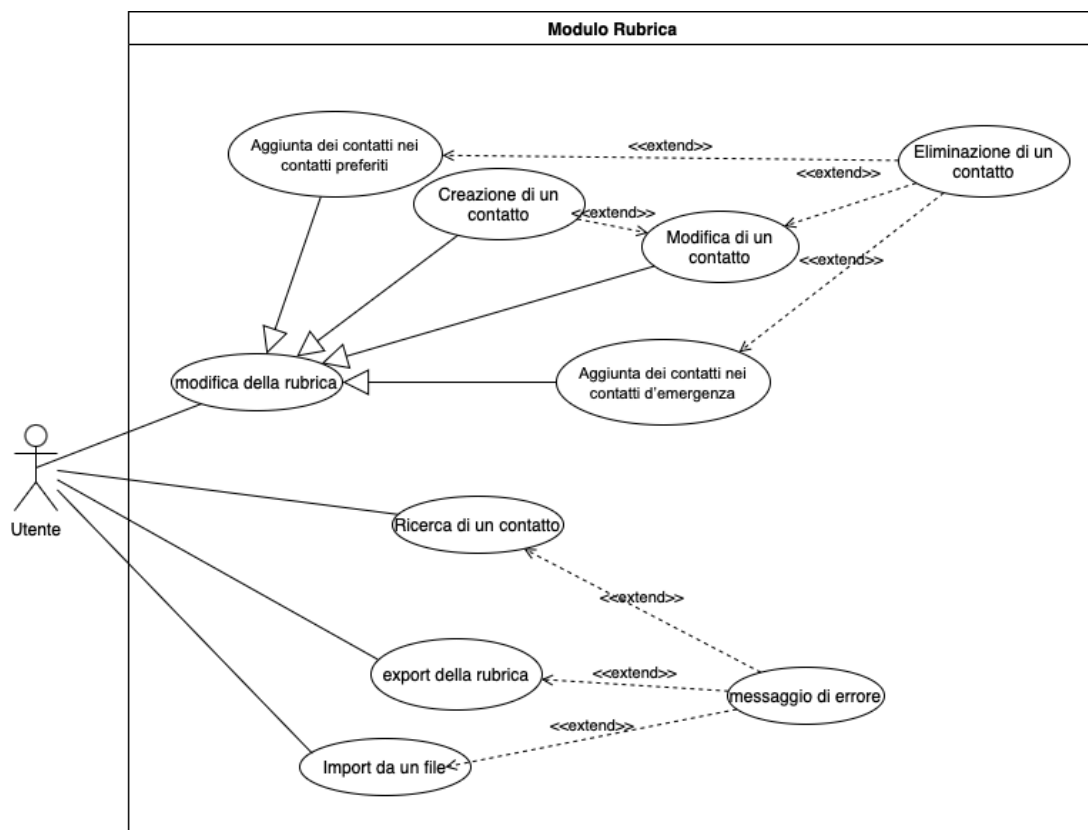 Modulo Rubrica
Aggiunta dei contatti nei
contatti preferiti
<<extend>>
Eliminazione di un
contatto
<<extend>>
Creazione di un
contatto
<<extend>>
Modifica di un
contatto
<<extend>>
modifica della rubrica
Aggiunta dei contatti nei
contatti d'emergenza
Utente
Ricerca di un contatto
<<extend>>
export della rubrica
<<extend>>
messaggio di errore
<<extend>>
Import da un file